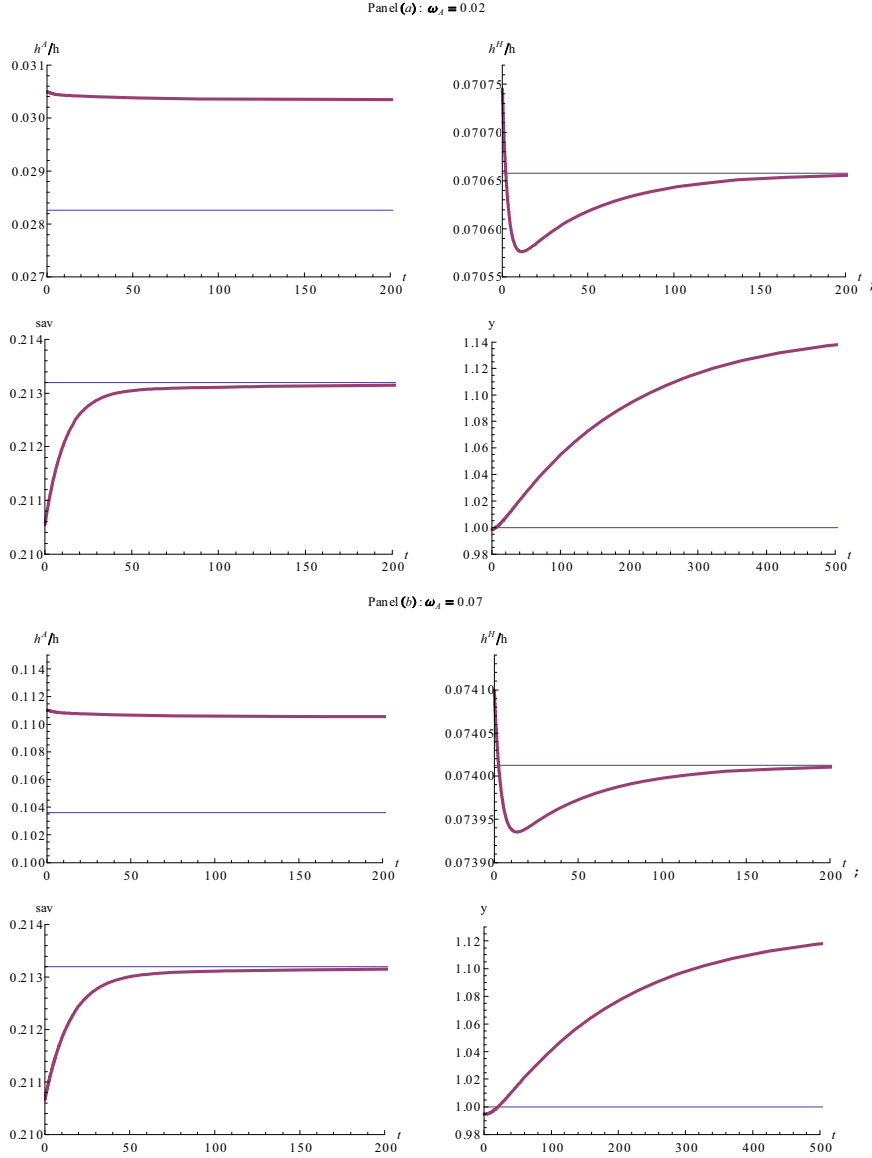 Panel(a): ω_A = 0.02
h^A/h
0.031
0.030
0.029
0.028
0.027
0 50 100 150 200 t
h^H/h
0.07075
0.07070
0.07065
0.07060
0.07055
0 50 100 150 200 t ;
sav
0.214
0.213
0.212
0.211
0.210
0 50 100 150 200 t
y
1.14
1.12
1.10
1.08
1.06
1.04
1.02
1.00
0.98
0 100 200 300 400 500 t
Panel(b): ω_A = 0.07
h^A/h
0.114
0.112
0.110
0.108
0.106
0.104
0.102
0.100
0 50 100 150 200 t
h^H/h
0.07410
0.07405
0.07400
0.07395
0.07390
0 50 100 150 200 t ;
sav
0.214
0.213
0.212
0.211
0.210
0 50 100 150 200 t
y
1.12
1.10
1.08
1.06
1.04
1.02
1.00
0.98
0 100 200 300 400 500 t